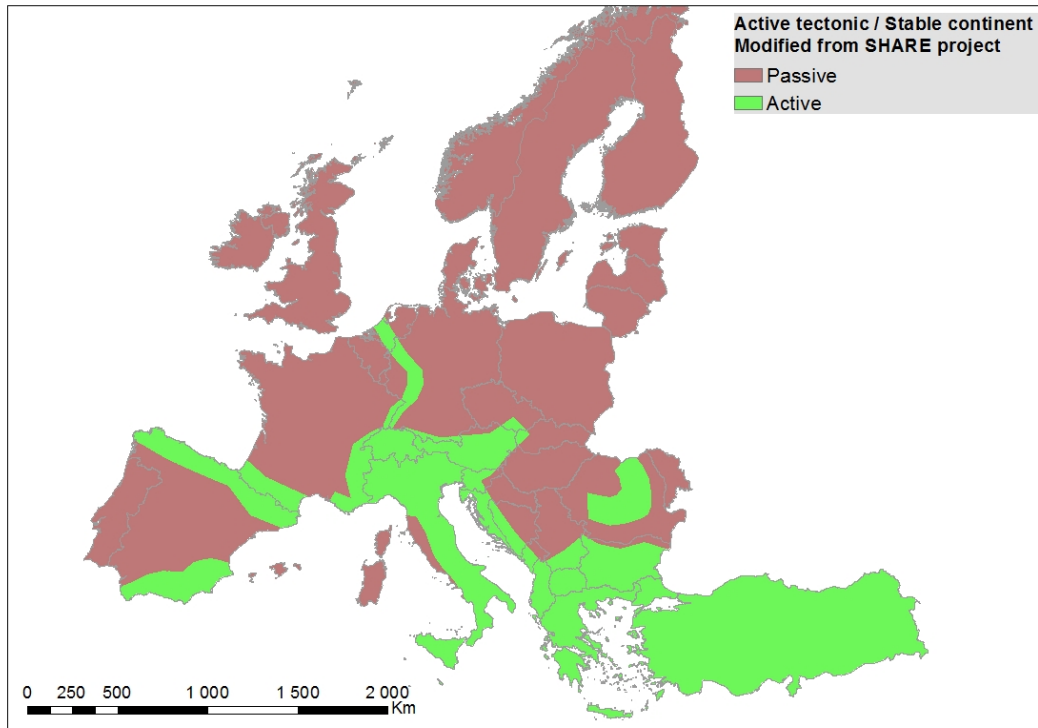 Active tectonic / Stable continent
Modified from SHARE project
Passive
Active
0 250 500 1 000 1 500 2 000
Km